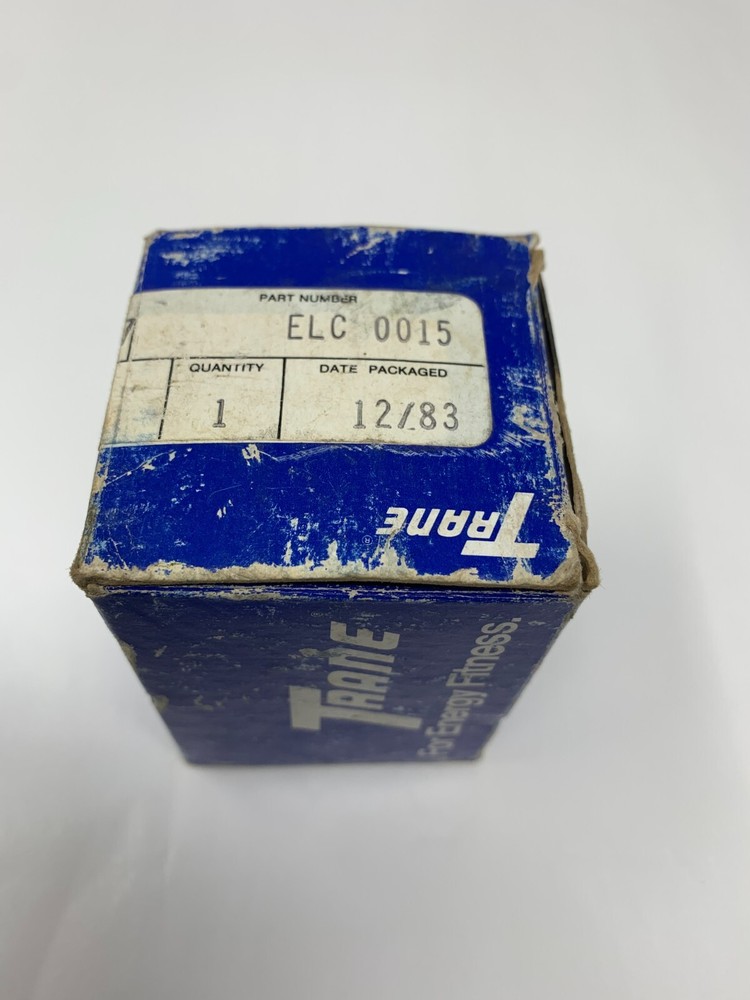 PART NUMBER
ELC 0015
QUANTITY
DATE PACKAGED
1
12/83
TRANE
®
TRANE
For Energy Fitness.